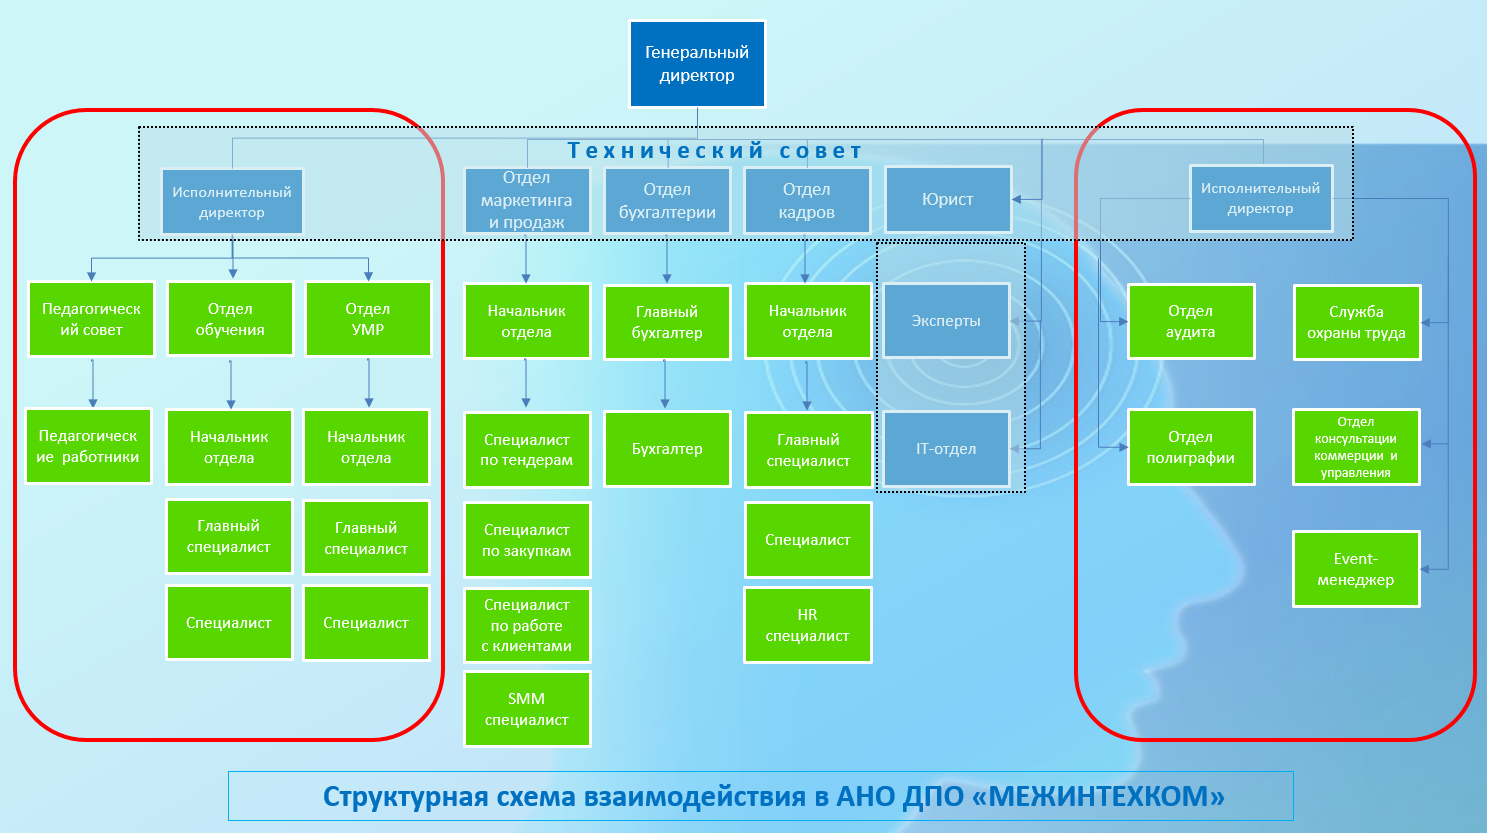 Генеральный
директор
Технический совет
Исполнительный
директор
Отдел
маркетинга
и продаж
Отдел
бухгалтерии
Отдел
кадров
Юрист
Исполнительный
директор
Педагогическ
ий совет
Отдел
обучения
Отдел
УМР
Начальник
отдела
Главный
бухгалтер
Начальник
отдела
Эксперты
Отдел
аудита
Служба
охраны труда
Педагогическ
ие работники
Начальник
отдела
Начальник
отдела
Специалист
по тендерам
Бухгалтер
Главный
специалист
IT-отдел
Отдел
полиграфии
Отдел
консультации
коммерции и
управления
Главный
специалист
Главный
специалист
Специалист
по закупкам
Специалист
Event-
менеджер
Специалист
Специалист
Специалист
по работе
с клиентами
HR
специалист
SMM
специалист
Структурная схема взаимодействия в АНО ДПО «МЕЖИНТЕХКОМ»